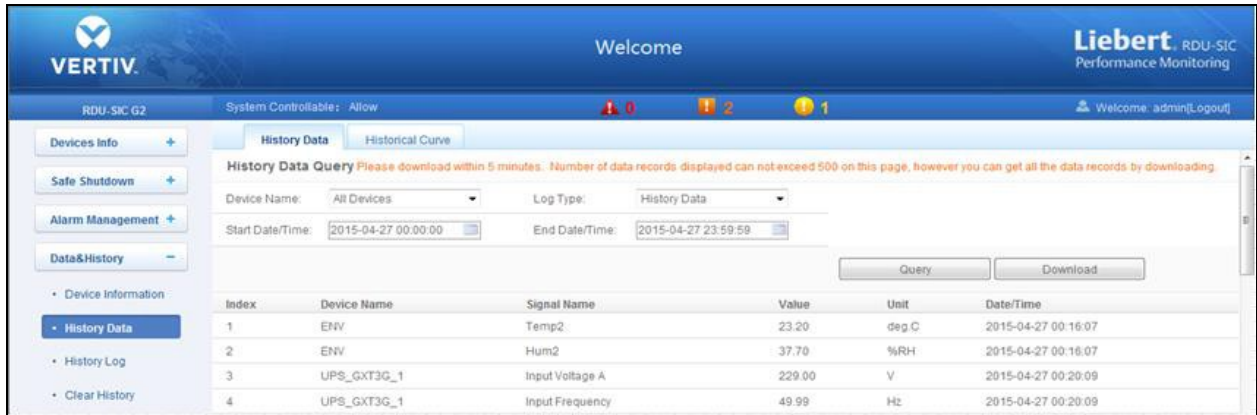 VERTIV.
Welcome
Liebert. RDU-SIC
Performance Monitoring
RDU-SIC G2
System Controllable: Allow
0
2
1
Welcome: admin[Logout]
Devices Info +
Safe Shutdown +
Alarm Management +
Data&History −
• Device Information
• History Data
• History Log
• Clear History
History Data
Historical Curve
History Data Query Please download within 5 minutes. Number of data records displayed can not exceed 500 on this page, however you can get all the data records by downloading.
Device Name: All Devices Log Type: History Data
Start Date/Time: 2015-04-27 00:00:00 End Date/Time: 2015-04-27 23:59:59
Query Download
Index Device Name Signal Name Value Unit Date/Time
1 ENV Temp2 23.20 deg.C 2015-04-27 00:16:07
2 ENV Hum2 37.70 %RH 2015-04-27 00:16:07
3 UPS_GXT3G_1 Input Voltage A 229.00 V 2015-04-27 00:20:09
4 UPS_GXT3G_1 Input Frequency 49.99 Hz 2015-04-27 00:20:09